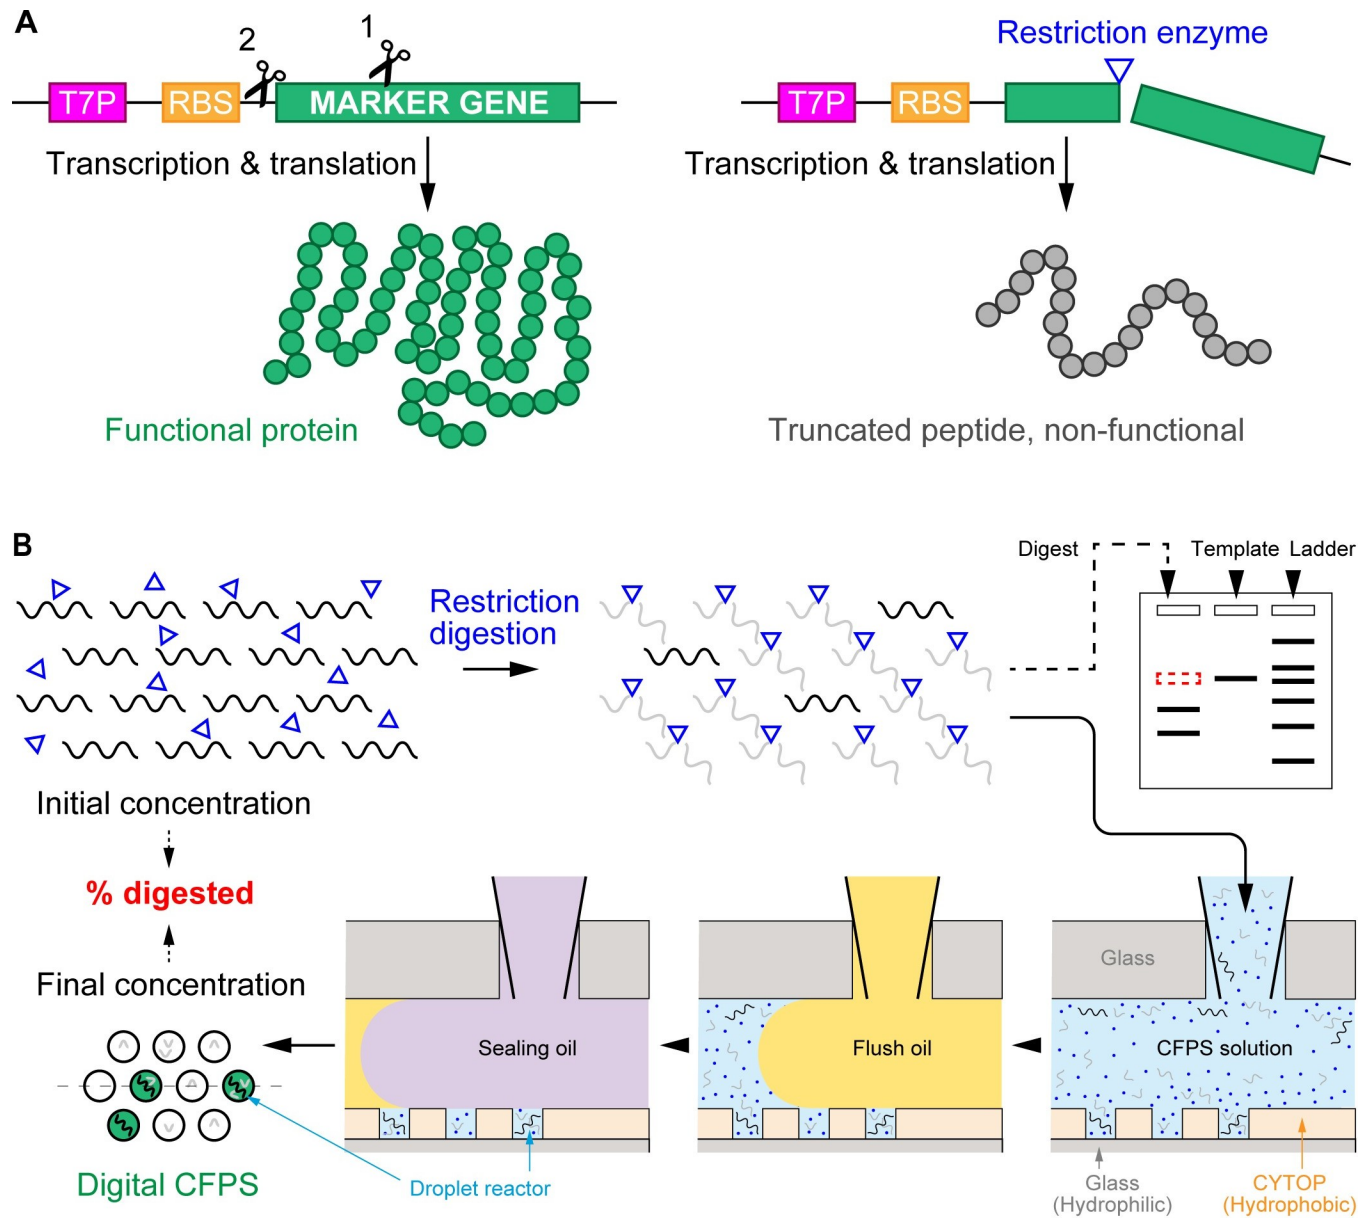 A
2
1
T7P
RBS
MARKER GENE
Transcription & translation
Functional protein
Restriction enzyme
T7P
RBS
Transcription & translation
Truncated peptide, non-functional
B
Restriction
digestion
Digest
Template
Ladder
Initial concentration
% digested
Final concentration
Digital CFPS
Droplet reactor
Sealing oil
Flush oil
Glass
CFPS solution
Glass
(Hydrophilic)
CYTOP
(Hydrophobic)